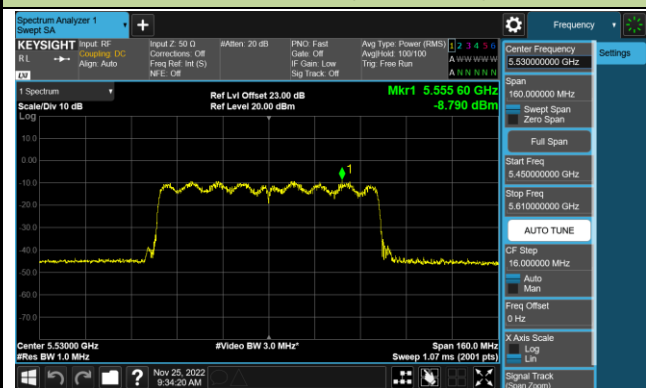 Spectrum Analyzer 1
Swept SA
Frequency
KEYSIGHT
Input: RF
Input Z: 50 Ω
#Atten: 20 dB
PNO: Fast
Avg Type: Power (RMS)
1 2 3 4 5 6
RL
Coupling: DC
Corrections: Off
Gate: Off
Avg|Hold: 100/100
A W W W W W
Align: Auto
Freq Ref: Int (S)
IF Gain: Low
Trig: Free Run
NFE: Off
Sig Track: Off
A N N N N N
LXI
1 Spectrum
Ref Lvl Offset 23.00 dB
Mkr1 5.555 60 GHz
Scale/Div 10 dB
Ref Level 20.00 dBm
-8.790 dBm
Log
10.0
0.00
-10.0
-20.0
-30.0
-40.0
-50.0
-60.0
-70.0
1
Center 5.53000 GHz
#Video BW 3.0 MHz*
Span 160.0 MHz
#Res BW 1.0 MHz
Sweep 1.07 ms (2001 pts)
Nov 25, 2022
9:34:20 AM
Center Frequency
5.530000000 GHz
Settings
Span
160.000000 MHz
Swept Span
Zero Span
Full Span
Start Freq
5.450000000 GHz
Stop Freq
5.610000000 GHz
AUTO TUNE
CF Step
16.000000 MHz
Auto
Man
Freq Offset
0 Hz
X Axis Scale
Log
Lin
Signal Track
(Span Zoom)